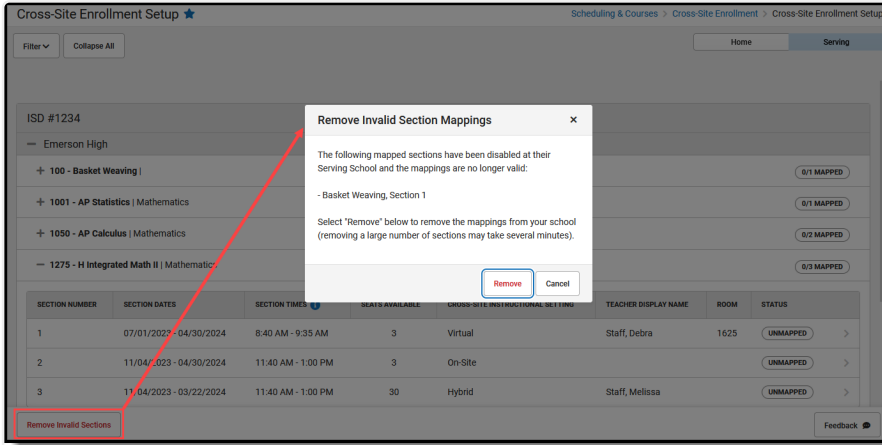 Cross-Site Enrollment Setup
Scheduling & Courses > Cross-Site Enrollment > Cross-Site Enrollment Setup
Filter
Collapse All
Home
Serving
ISD #1234
Emerson High
100 - Basket Weaving |
0/1 MAPPED
1001 - AP Statistics | Mathematics
0/1 MAPPED
1050 - AP Calculus | Mathematics
0/2 MAPPED
1275 - H Integrated Math II | Mathematics
0/3 MAPPED
Remove Invalid Section Mappings
The following mapped sections have been disabled at their
Serving School and the mappings are no longer valid:
- Basket Weaving, Section 1
Select "Remove" below to remove the mappings from your school
(removing a large number of sections may take several minutes).
Remove
Cancel
SECTION NUMBER SECTION DATES SECTION TIMES SEATS AVAILABLE CROSS-SITE INSTRUCTIONAL SETTING TEACHER DISPLAY NAME ROOM STATUS
1 07/01/2023 - 04/30/2024 8:40 AM - 9:35 AM 3 Virtual Staff, Debra 1625 UNMAPPED
2 11/04/2023 - 04/30/2024 11:40 AM - 1:00 PM 3 On-Site UNMAPPED
3 11/04/2023 - 03/22/2024 11:40 AM - 1:00 PM 30 Hybrid Staff, Melissa UNMAPPED
Remove Invalid Sections
Feedback